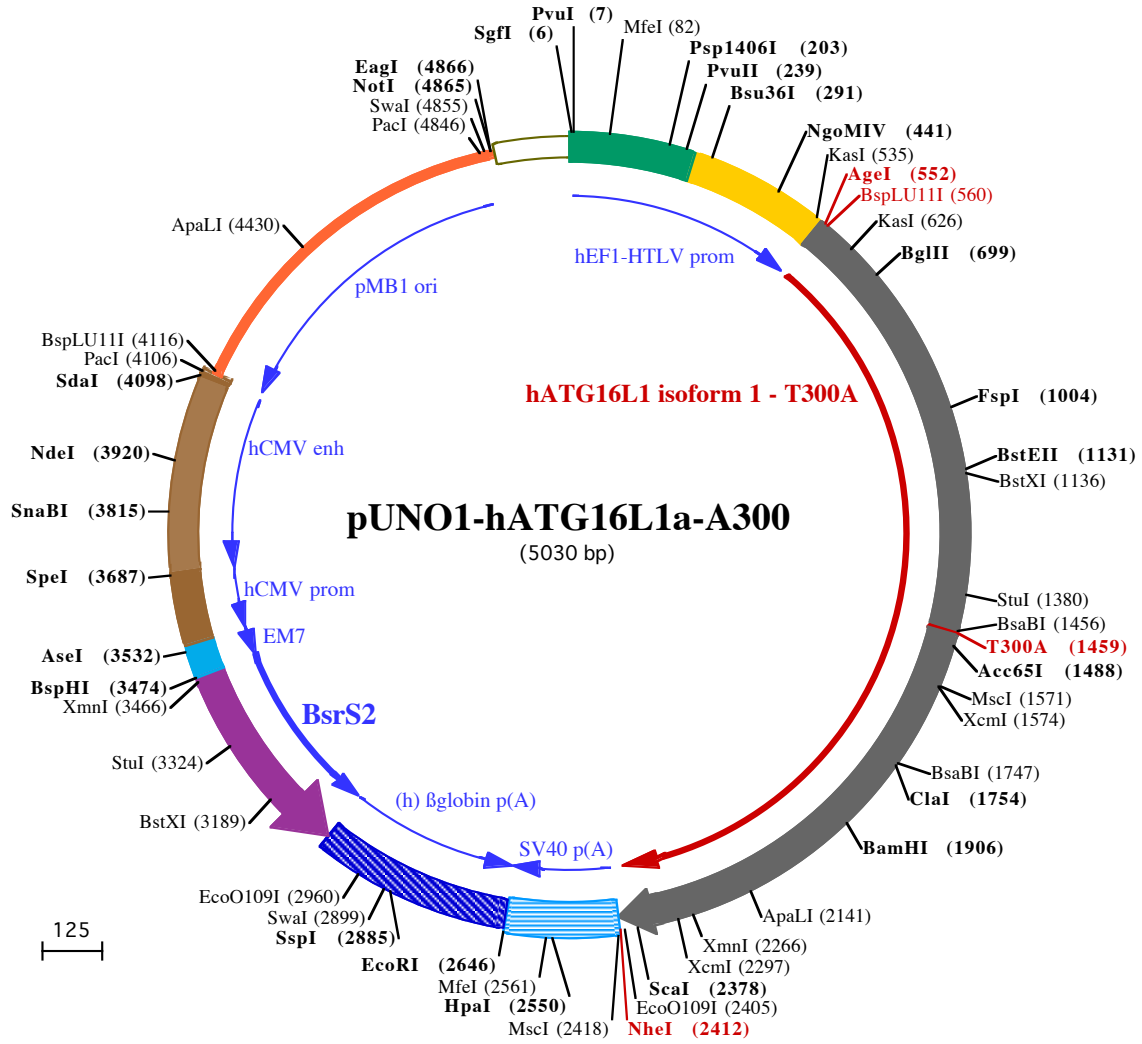 PvuI (7)
SgfI (6)
MfeI (82)
Psp1406I (203)
PvuII (239)
Bsu36I (291)
EagI (4866)
NotI (4865)
SwaI (4855)
PacI (4846)
NgoMIV (441)
KasI (535)
AgeI (552)
BspLU11I (560)
KasI (626)
BglII (699)
ApaLI (4430)
hEF1-HTLV prom
pMB1 ori
BspLU11I (4116)
PacI (4106)
SdaI (4098)
hATG16L1 isoform 1 - T300A
FspI (1004)
NdeI (3920)
hCMV enh
BstEII (1131)
BstXI (1136)
SnaBI (3815)
pUNO1-hATG16L1a-A300
(5030 bp)
SpeI (3687)
hCMV prom
StuI (1380)
BsaBI (1456)
T300A (1459)
Acc65I (1488)
EM7
AseI (3532)
BspHI (3474)
XmnI (3466)
MscI (1571)
XcmI (1574)
BsrS2
StuI (3324)
BsaBI (1747)
ClaI (1754)
(h) ßglobin p(A)
BstXI (3189)
SV40 p(A)
BamHI (1906)
EcoO109I (2960)
SwaI (2899)
SspI (2885)
EcoRI (2646)
MfeI (2561)
HpaI (2550)
MscI (2418)
NheI (2412)
EcoO109I (2405)
ScaI (2378)
XcmI (2297)
XmnI (2266)
ApaLI (2141)
125